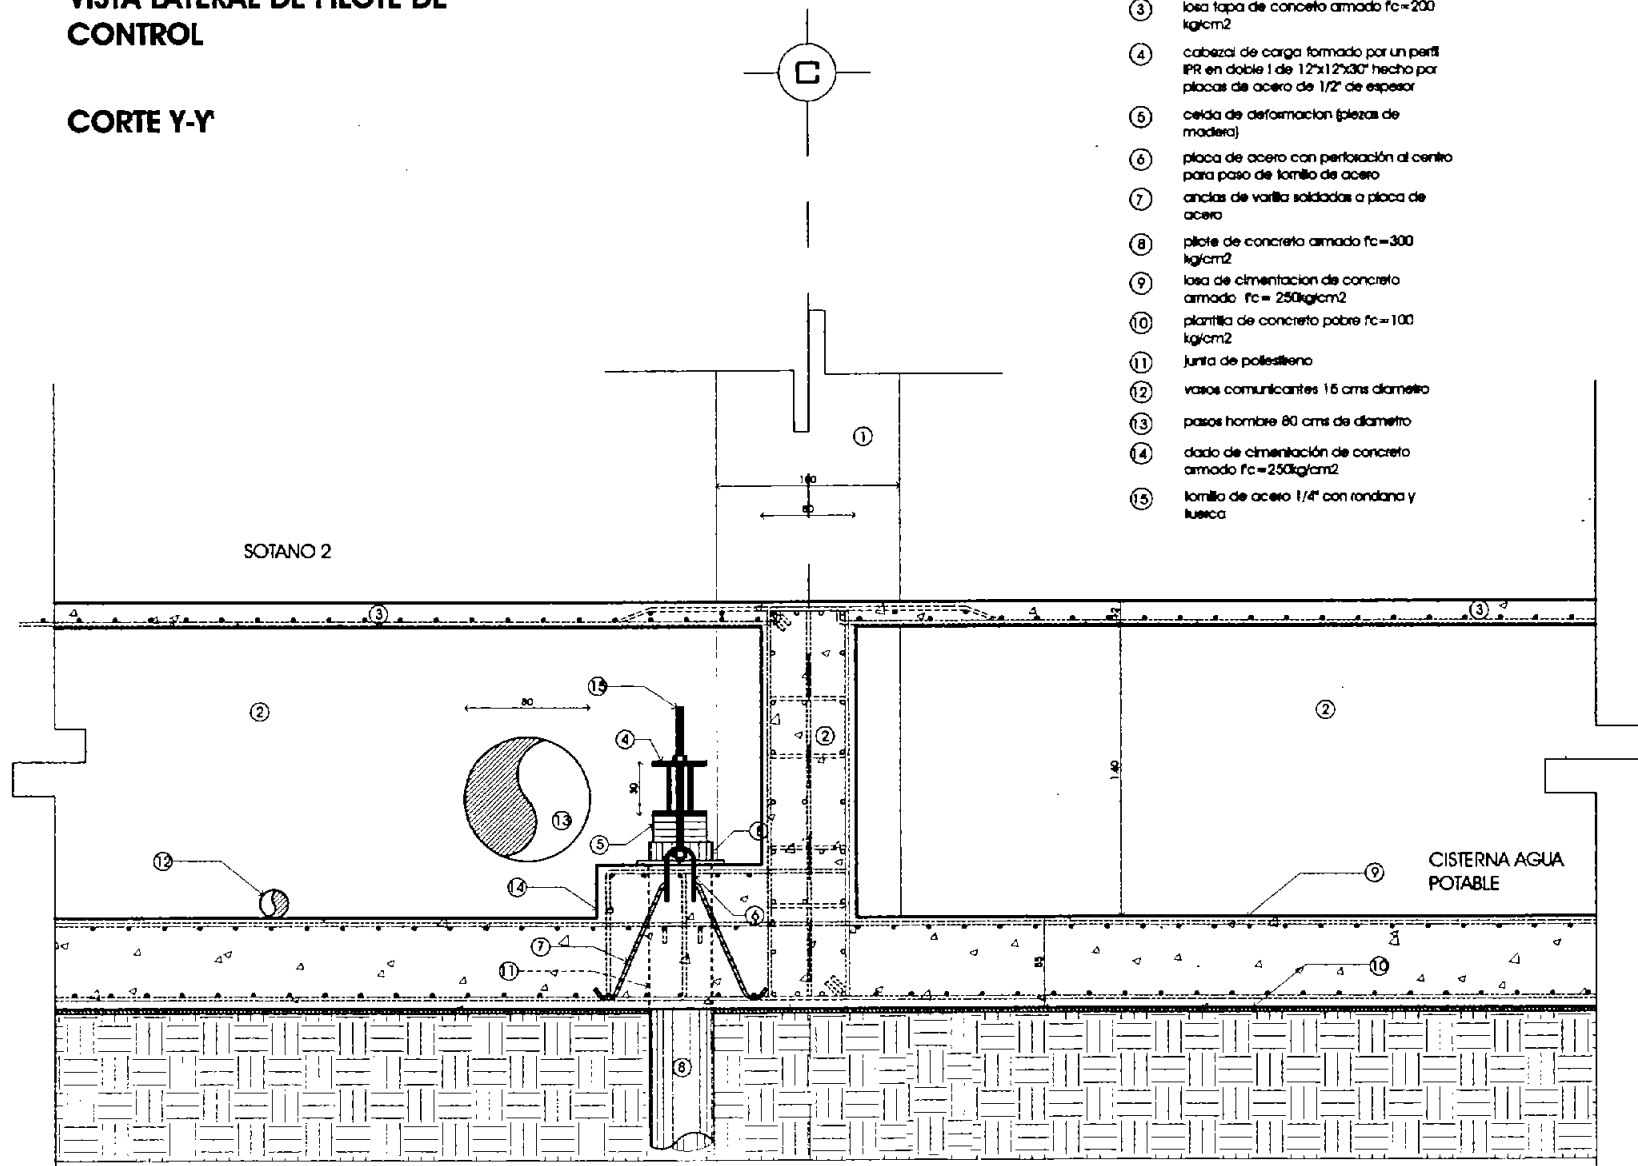 VISTA LATERAL DE PILOTE DE
CONTROL
CORTE Y-Y'
C
3 losa tapa de conceto armado f'c=200
kg/cm2
4 cabezal de carga formado por un perfil
IPR en doble I de 12"x12"x30" hecho por
placas de acero de 1/2" de espesor
5 celda de deformacion (piezas de
madera)
6 placa de acero con perforación al centro
para paso de tornillo de acero
7 anclas de varilla soldadas a placa de
acero
8 pilote de concreto armado f'c=300
kg/cm2
9 losa de cimentacion de concreto
armado f'c= 250kg/cm2
10 plantilla de concreto pobre f'c=100
kg/cm2
11 junta de poliestireno
12 vasos comunicantes 15 cms diametro
13 pasos hombre 80 cms de diametro
14 dado de cimentación de concreto
armado f'c=250kg/cm2
15 tornillo de acero 1/4" con rondana y
tuerca
1
SOTANO 2
3
3
2
80
15
4
2
2
30
140
13
5
12
14
9
CISTERNA AGUA
POTABLE
6
7
11
85
10
8